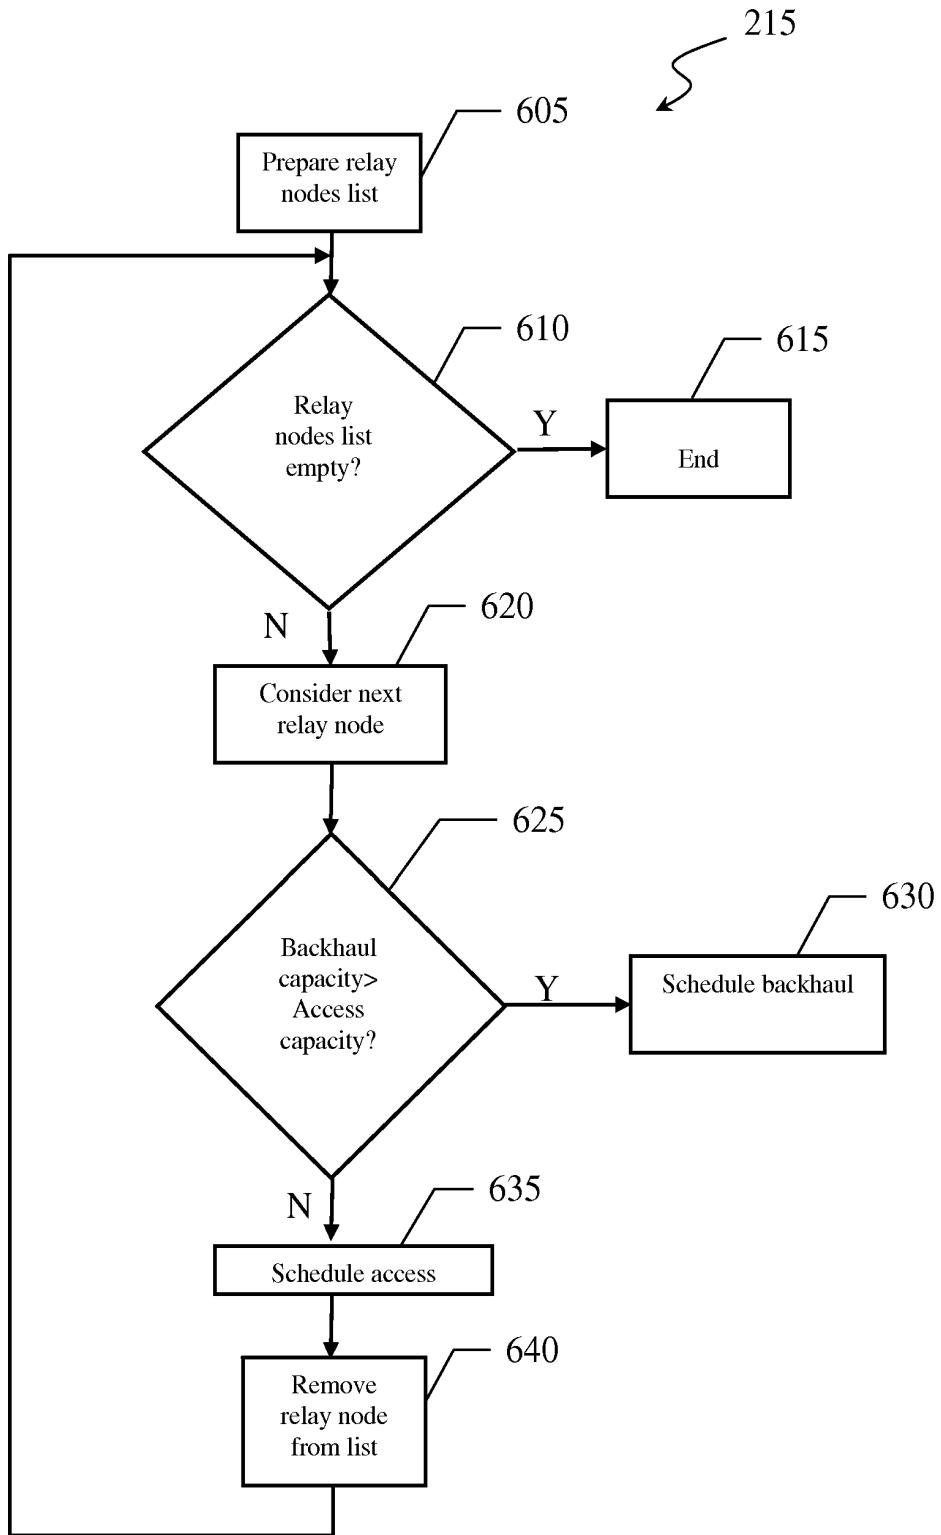 215
605
Prepare relay
nodes list
610
Relay
nodes list
empty?
Y
615
End
N
620
Consider next
relay node
625
Backhaul
capacity>
Access
capacity?
Y
630
Schedule backhaul
N
635
Schedule access
640
Remove
relay node
from list